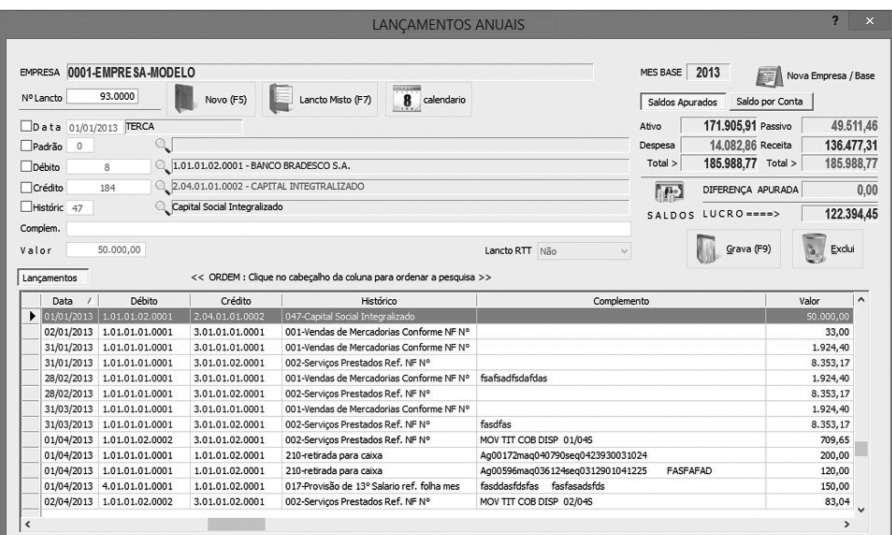 LANÇAMENTOS ANUAIS ? ×
EMPRESA 0001-EMPRESA-MODELO MES BASE 2013 Nova Empresa / Base
Nº Lancto 93.0000 Novo (F5) Lancto Misto (F7) 8 calendario Saldos Apurados Saldo por Conta
Data 01/01/2013 TERCA Ativo 171.905,91 Passivo 49.511,46
Padrão 0 Despesa 14.082,86 Receita 136.477,31
Débito 8 1.01.01.02.0001 - BANCO BRADESCO S.A. Total > 185.988,77 Total > 185.988,77
Crédito 184 2.04.01.01.0002 - CAPITAL INTEGTRALIZADO DIFERENÇA APURADA 0,00
Históric 47 Capital Social Integralizado SALDOS LUCRO ====> 122.394,45
Complem.
Valor 50.000,00 Lancto RTT Não Grava (F9) Exclui
Lançamentos << ORDEM : Clique no cabeçalho da coluna para ordenar a pesquisa >>
Data / Débito Crédito Histórico Complemento Valor
01/01/2013 1.01.01.02.0001 2.04.01.01.0002 047-Capital Social Integralizado 50.000,00
02/01/2013 1.01.01.01.0001 3.01.01.01.0001 001-Vendas de Mercadorias Conforme NF Nº 33,00
31/01/2013 1.01.01.01.0001 3.01.01.01.0001 001-Vendas de Mercadorias Conforme NF Nº 1.924,40
31/01/2013 1.01.01.01.0001 3.01.01.02.0001 002-Serviços Prestados Ref. NF Nº 8.353,17
28/02/2013 1.01.01.01.0001 3.01.01.01.0001 001-Vendas de Mercadorias Conforme NF Nº fsafsadfsdafdas 1.924,40
28/02/2013 1.01.01.01.0001 3.01.01.02.0001 002-Serviços Prestados Ref. NF Nº 8.353,17
31/03/2013 1.01.01.01.0001 3.01.01.01.0001 001-Vendas de Mercadorias Conforme NF Nº 1.924,40
31/03/2013 1.01.01.01.0001 3.01.01.02.0001 002-Serviços Prestados Ref. NF Nº fasdfas 8.353,17
01/04/2013 1.01.01.02.0002 3.01.01.02.0001 002-Serviços Prestados Ref. NF Nº MOV TIT COB DISP 01/04S 709,65
01/04/2013 1.01.01.01.0001 1.01.01.02.0001 210-retirada para caixa Ag00172maq040790seq0423930031024 200,00
01/04/2013 1.01.01.01.0001 1.01.01.02.0001 210-retirada para caixa Ag00596maq036124seq0312901041225 FASFAFAD 120,00
01/04/2013 4.01.01.01.0001 1.01.01.02.0001 017-Provisão de 13º Salario ref. folha mes fasddasfdsfas fasfasadsfds 150,00
02/04/2013 1.01.01.02.0002 3.01.01.02.0001 002-Serviços Prestados Ref. NF Nº MOV TIT COB DISP 02/04S 83,04